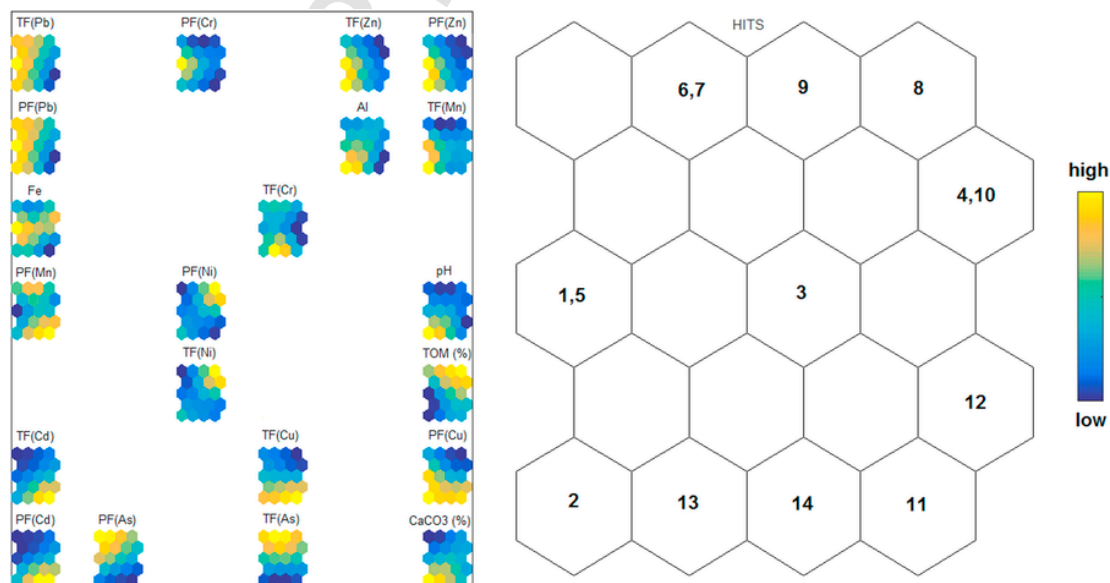 TF(Pb) PF(Cr) TF(Zn) PF(Zn)
PF(Pb) Al TF(Mn)
Fe TF(Cr)
PF(Mn) PF(Ni) pH
TF(Ni) TOM (%)
TF(Cd) TF(Cu) PF(Cu)
PF(Cd) PF(As) TF(As) CaCO3 (%)
HITS
6,7 9 8
4,10
1,5 3
12
2 13 14 11
high
low